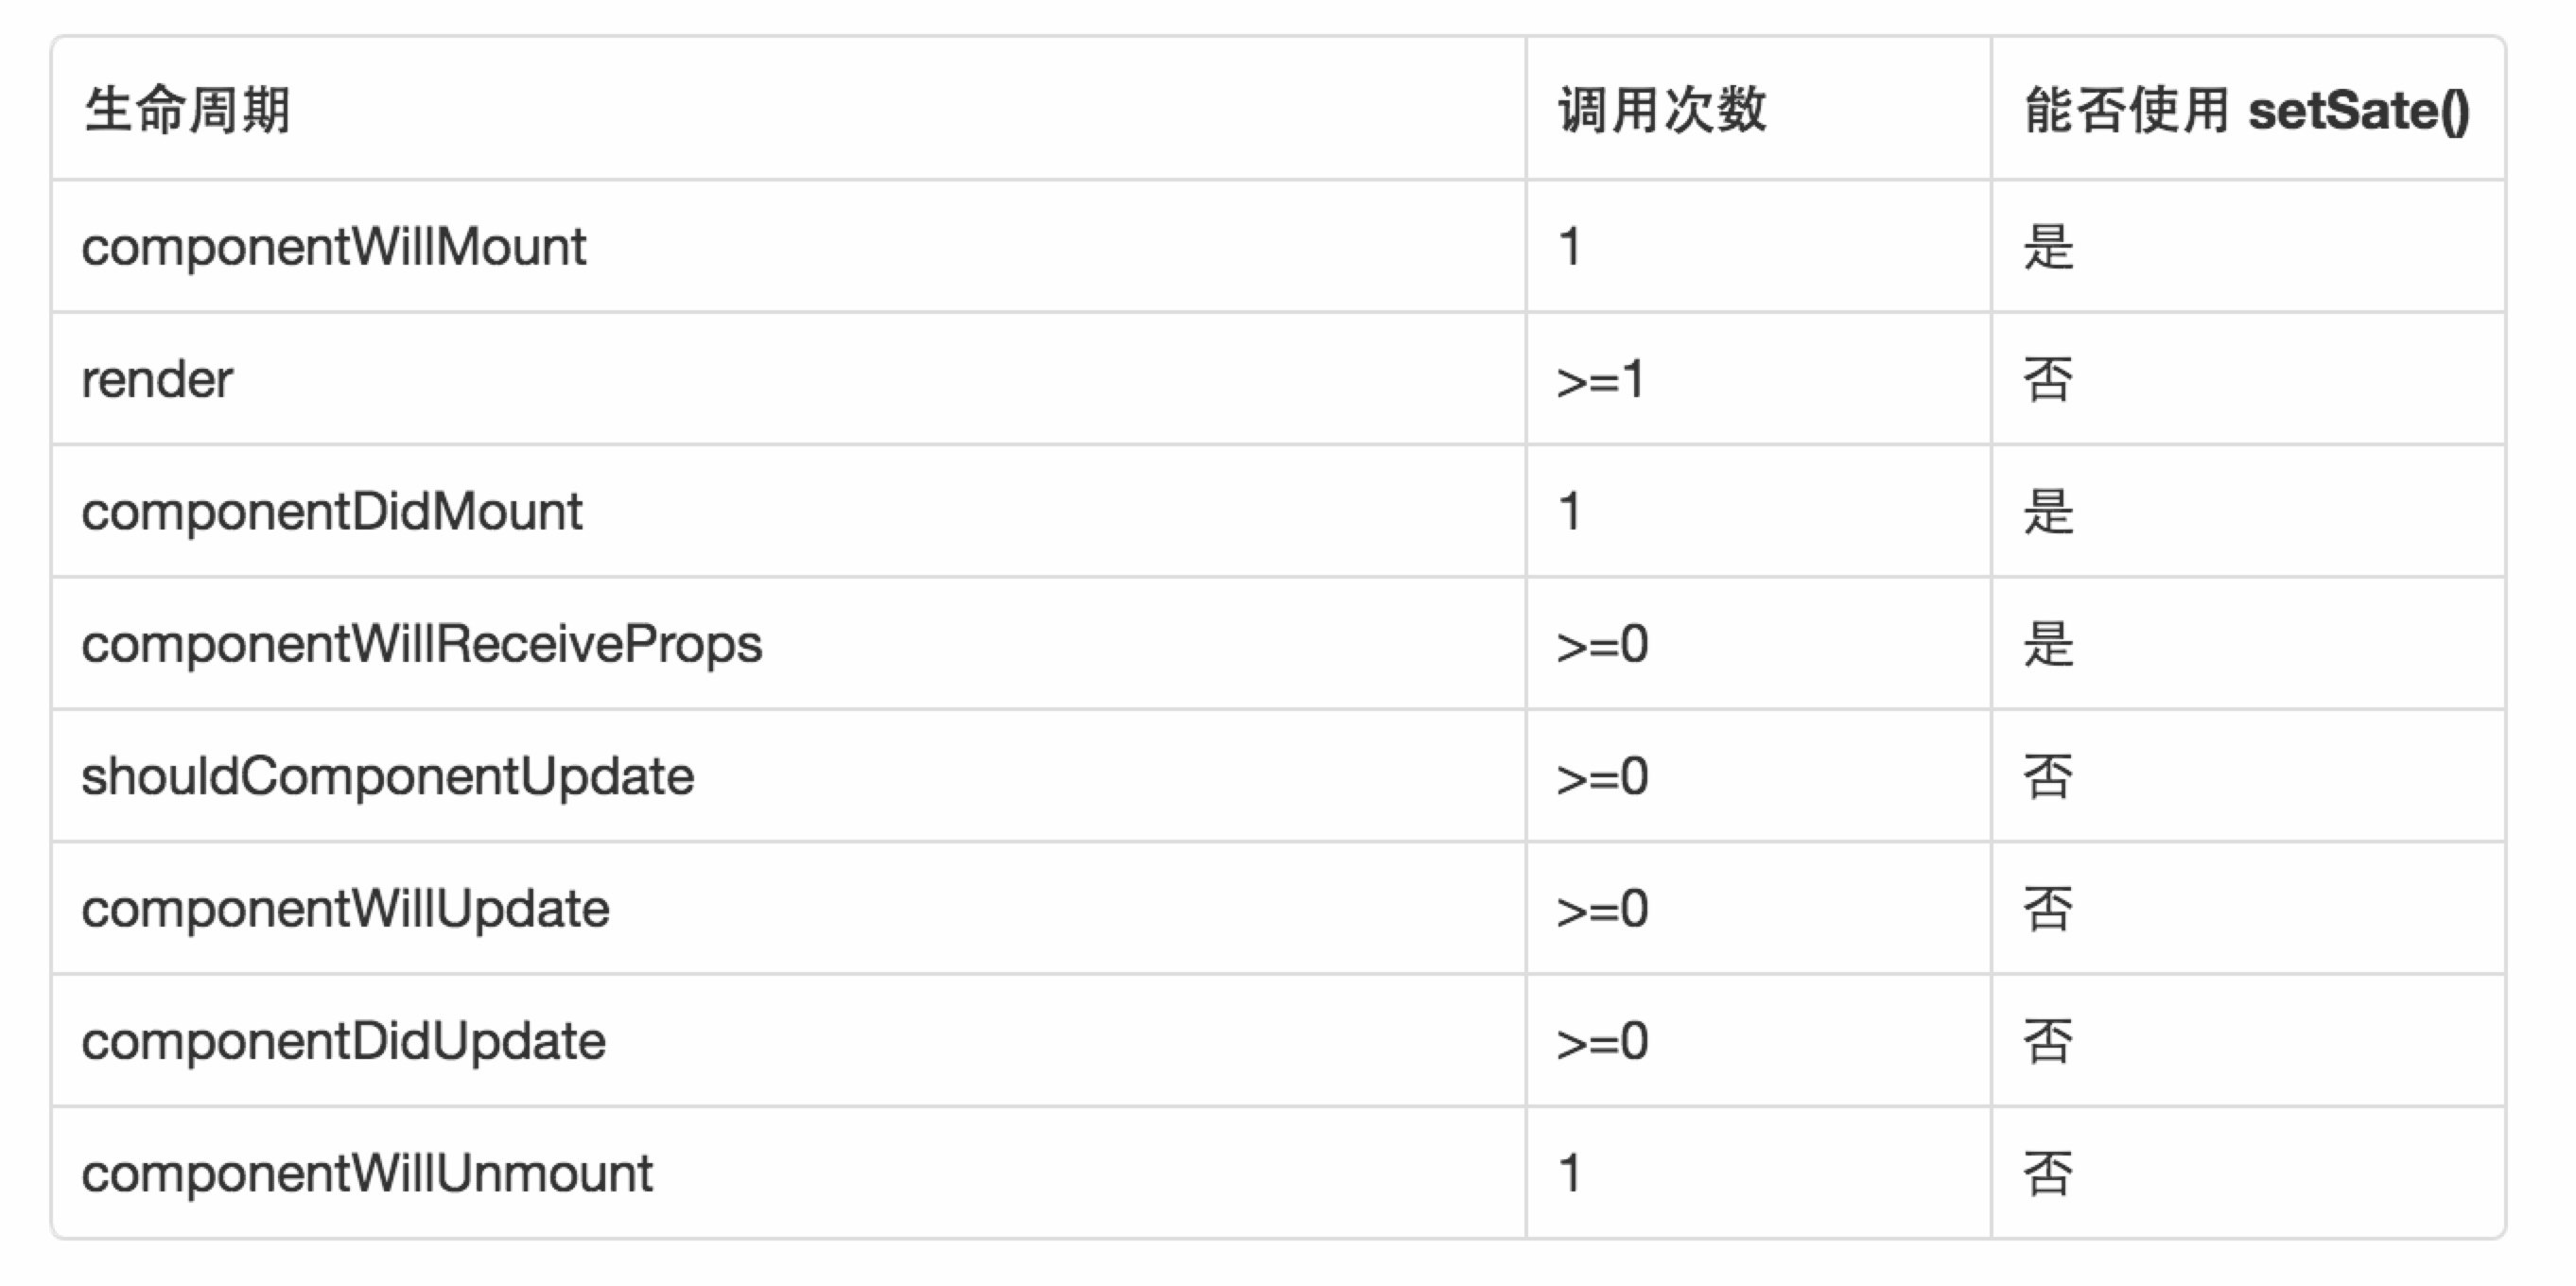 生命周期 调用次数 能否使用 setSate()
componentWillMount 1 是
render >=1 否
componentDidMount 1 是
componentWillReceiveProps >=0 是
shouldComponentUpdate >=0 否
componentWillUpdate >=0 否
componentDidUpdate >=0 否
componentWillUnmount 1 否